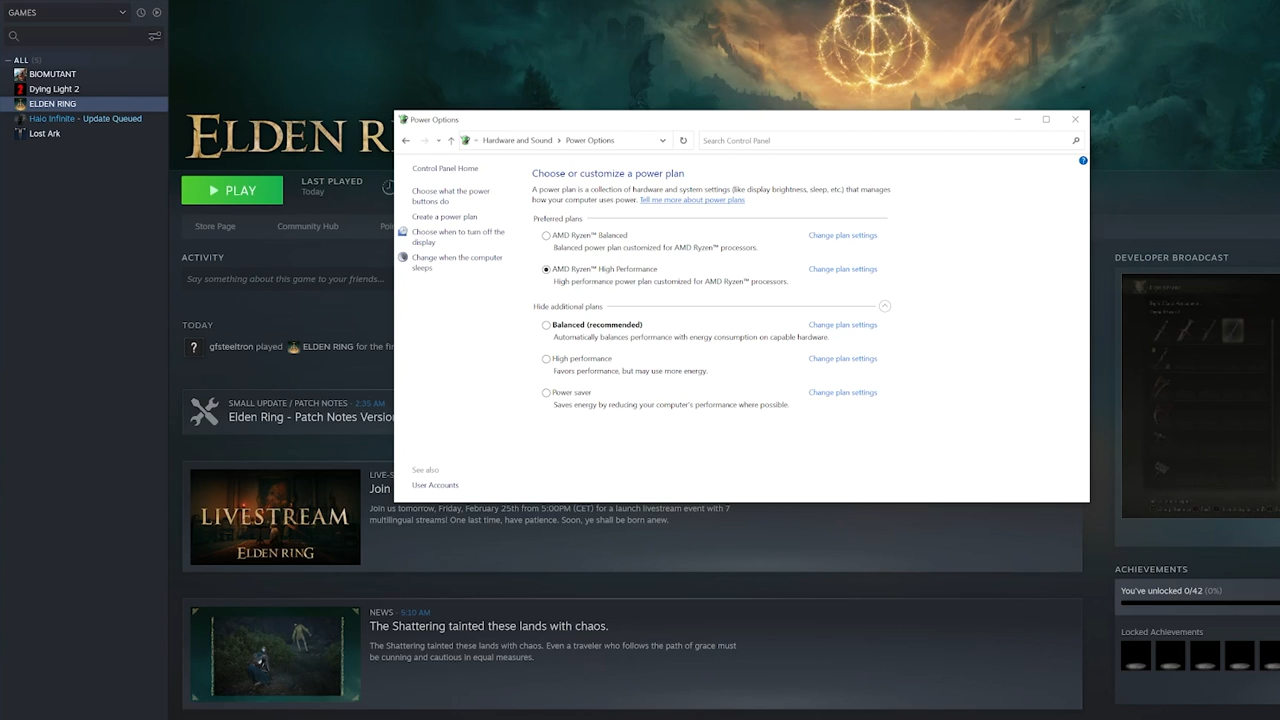 GAMES
ALL (5)
BIOMUTANT
Dying Light 2
ELDEN RING
Halo Infinite - Update Queued
Lost Ark
ELDEN R
PLAY
LAST PLAYED
Today
Store Page
Community Hub
ACTIVITY
Say something about this game to your friends...
TODAY
? gfsteeltron played ELDEN RING for the fir
SMALL UPDATE / PATCH NOTES - 2:35 AM
Elden Ring - Patch Notes Version
LIVESTREAM
ELDEN RING
LIVE-S
Join
Join us tomorrow, Friday, February 25th from 5:00PM (CET) for a launch livestream event with 7
multilingual streams! One last time, have patience. Soon, ye shall be born anew.
NEWS - 5:10 AM
The Shattering tainted these lands with chaos.
The Shattering tainted these lands with chaos. Even a traveler who follows the path of grace must
be cunning and cautious in equal measures.
Power Options
Hardware and Sound > Power Options
Search Control Panel
?
Control Panel Home
Choose what the power
buttons do
Create a power plan
Choose when to turn off the
display
Change when the computer
sleeps
See also
User Accounts
Choose or customize a power plan
A power plan is a collection of hardware and system settings (like display brightness, sleep, etc.) that manages
how your computer uses power. Tell me more about power plans
Preferred plans
AMD Ryzen™ Balanced Change plan settings
Balanced power plan customized for AMD Ryzen™ processors.
AMD Ryzen™ High Performance Change plan settings
High performance power plan customized for AMD Ryzen™ processors.
Hide additional plans
Balanced (recommended) Change plan settings
Automatically balances performance with energy consumption on capable hardware.
High performance Change plan settings
Favors performance, but may use more energy.
Power saver Change plan settings
Saves energy by reducing your computer's performance where possible.
DEVELOPER BROADCAST
ACHIEVEMENTS
You've unlocked 0/42 (0%)
Locked Achievements